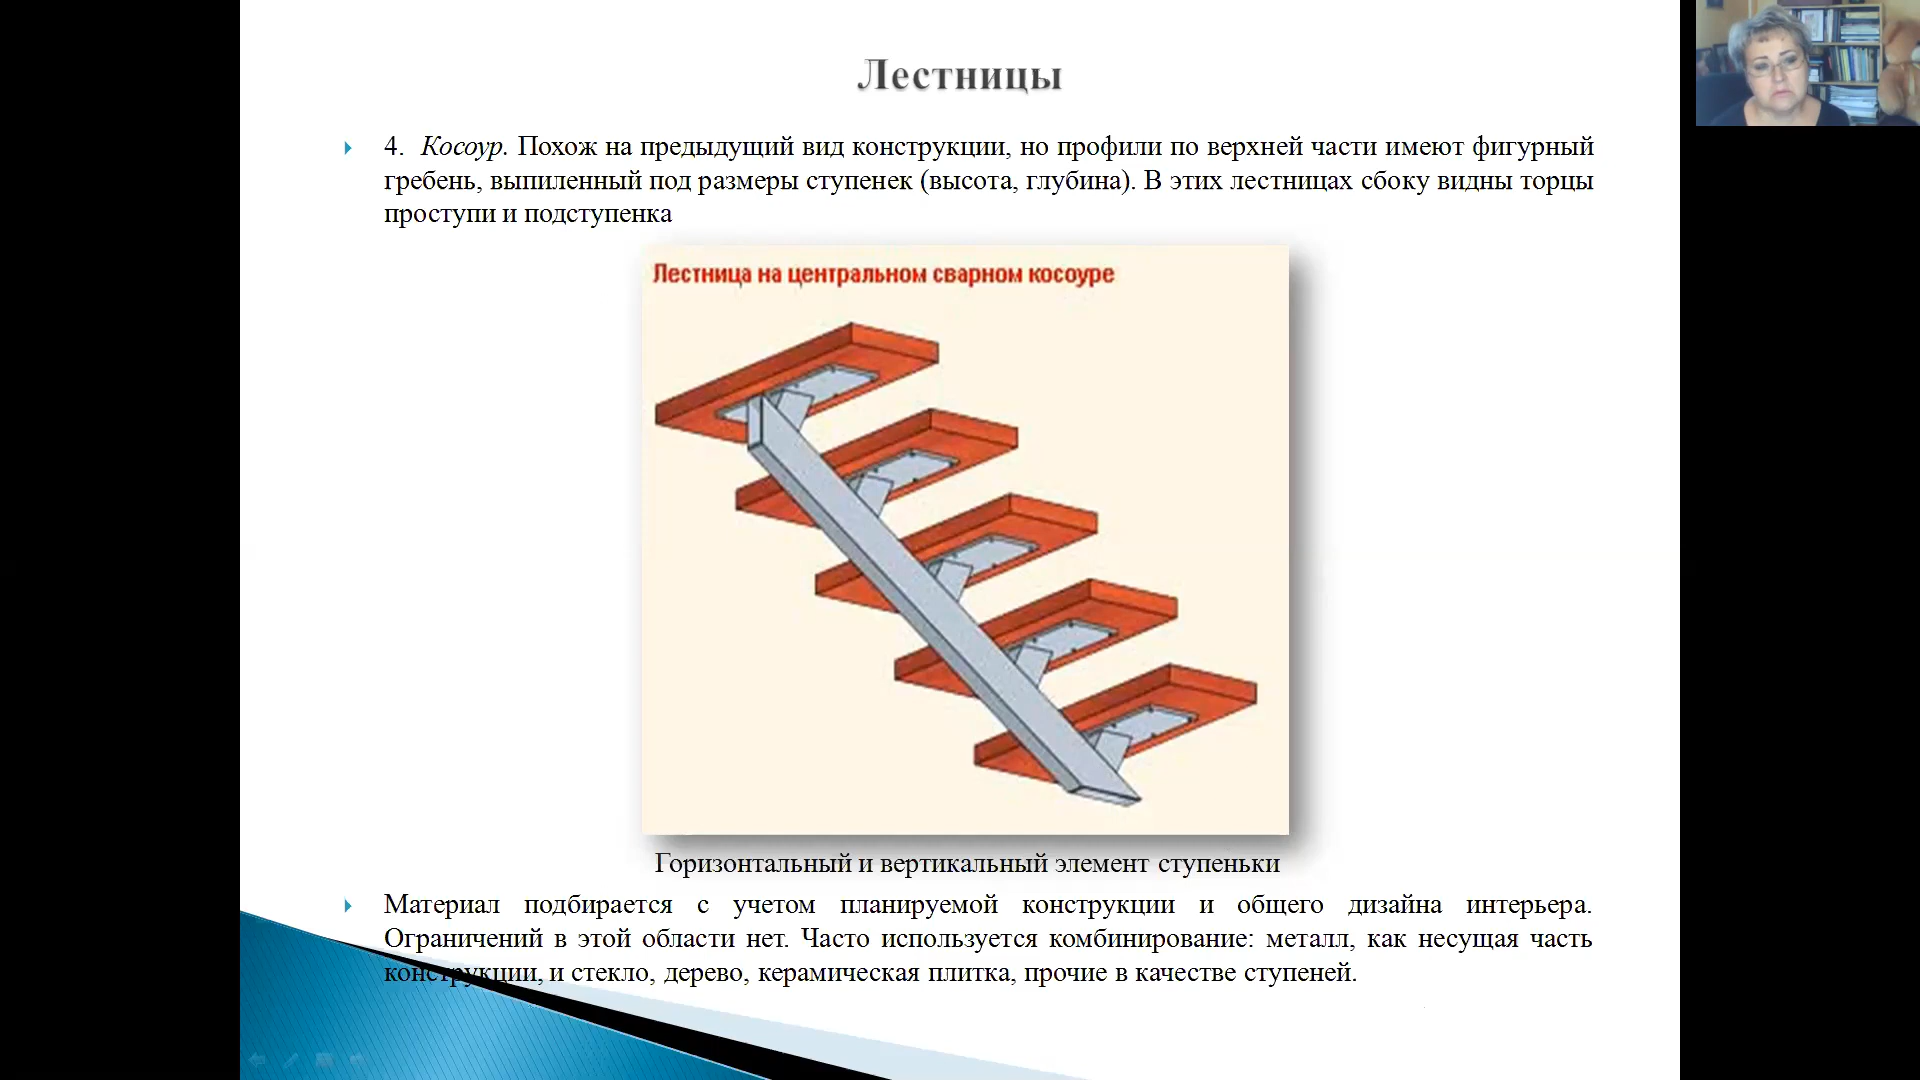 Лестницы
4. Косоур. Похож на предыдущий вид конструкции, но профили по верхней части имеют фигурный
гребень, выпиленный под размеры ступенек (высота, глубина). В этих лестницах сбоку видны торцы
проступи и подступенка
Лестница на центральном сварном косоуре
Горизонтальный и вертикальный элемент ступеньки
Материал подбирается с учетом планируемой конструкции и общего дизайна интерьера.
Ограничений в этой области нет. Часто используется комбинирование: металл, как несущая часть
конструкции, и стекло, дерево, керамическая плитка, прочие в качестве ступеней.